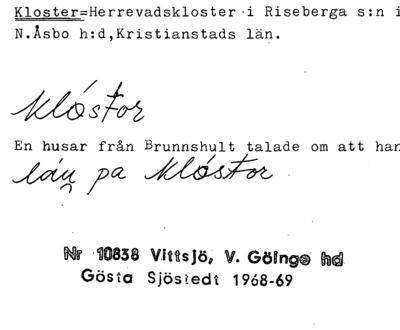 Kloster=Herrevadskloster i Riseberga s:n i
N.Åsbo h:d,Kristianstads län.
klóstor
En husar från Brunnshult talade om att han
pa klóstor
Nr 10838 Vittsjö, V. Göinge hd
Gösta Sjöstedt 1968-69